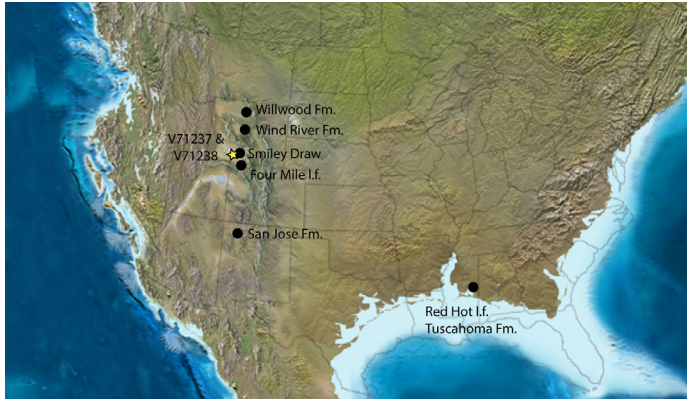 Willwood Fm.
Wind River Fm.
V71237 &
V71238
Smiley Draw
Four Mile l.f.
San Jose Fm.
Red Hot l.f.
Tuscahoma Fm.